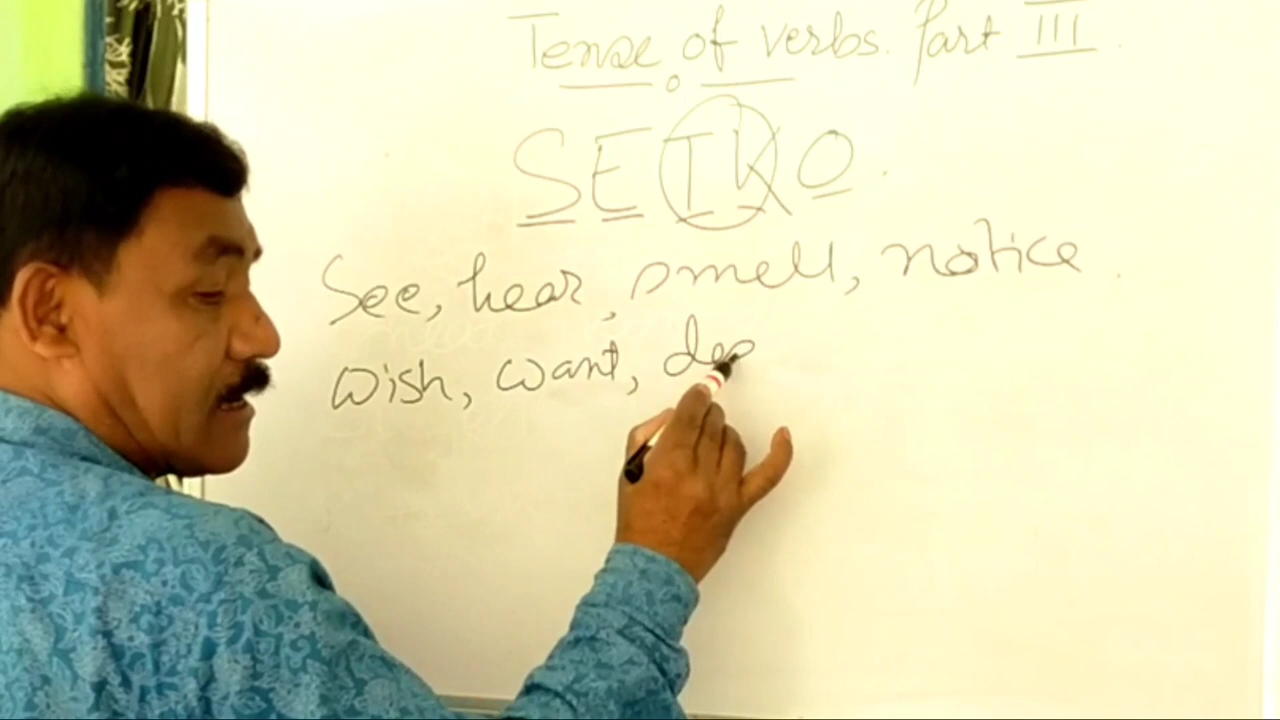 Tense of verbs. Part III.
SETKO.
See, hear, smell, notice.
wish, want, des